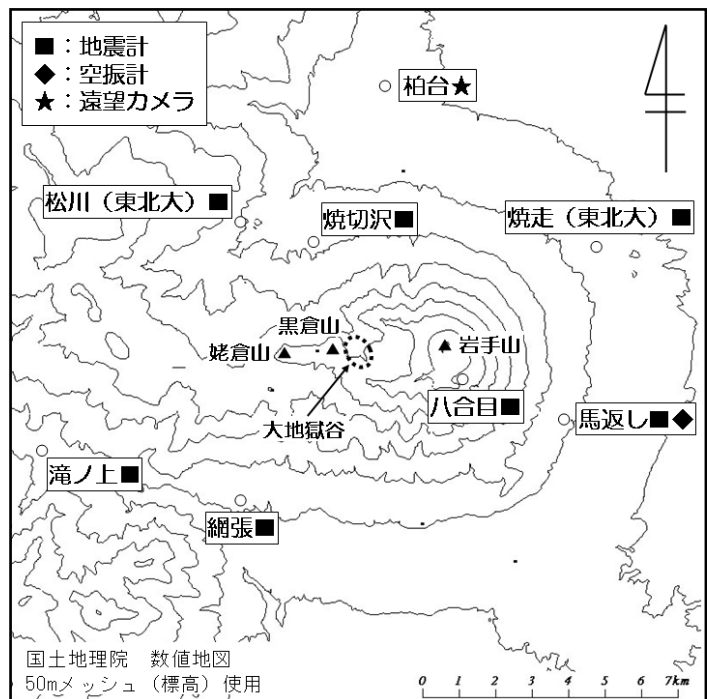 ■：地震計
◆：空振計
★：遠望カメラ
柏台★
松川（東北大）■
焼切沢■
焼走（東北大）■
黒倉山
姥倉山
岩手山
大地獄谷
八合目■
馬返し■◆
滝ノ上■
網張■
国土地理院　数値地図
50mメッシュ（標高）使用
0 1 2 3 4 5 6 7km